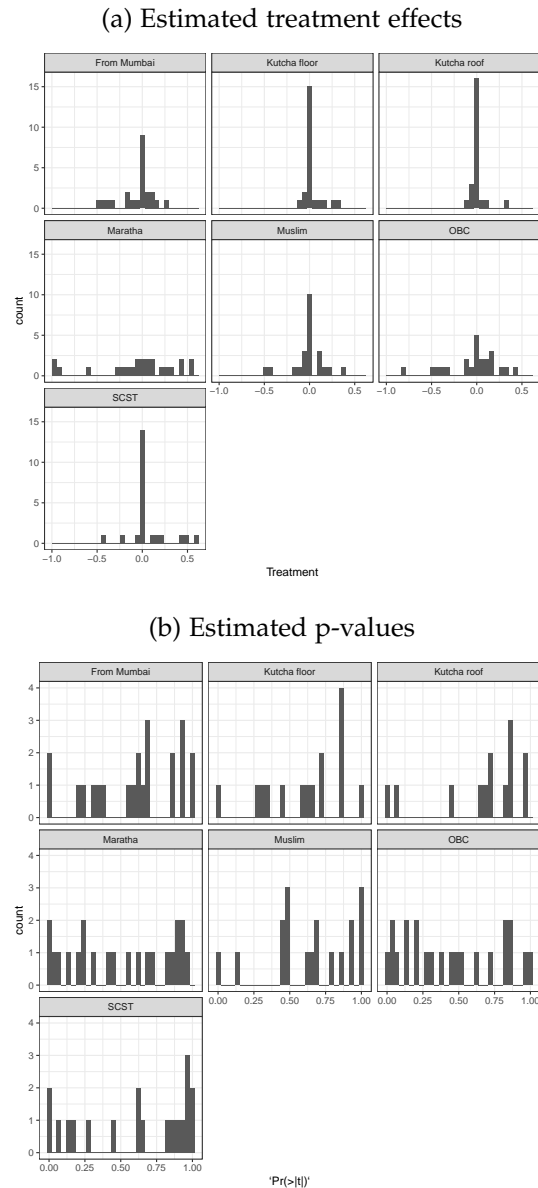 (a) Estimated treatment effects
From Mumbai Kutcha floor Kutcha roof
15
10
5
0
Maratha Muslim OBC
15
10
5
0
count
−1.0 −0.5 0.0 0.5 −1.0 −0.5 0.0 0.5
SCST
15
10
5
0
−1.0 −0.5 0.0 0.5
Treatment
(b) Estimated p-values
From Mumbai Kutcha floor Kutcha roof
4
3
2
1
0
Maratha Muslim OBC
4
3
2
1
0
count
0.00 0.25 0.50 0.75 1.00 0.00 0.25 0.50 0.75 1.00
SCST
4
3
2
1
0
0.00 0.25 0.50 0.75 1.00
'Pr(>|t|)'